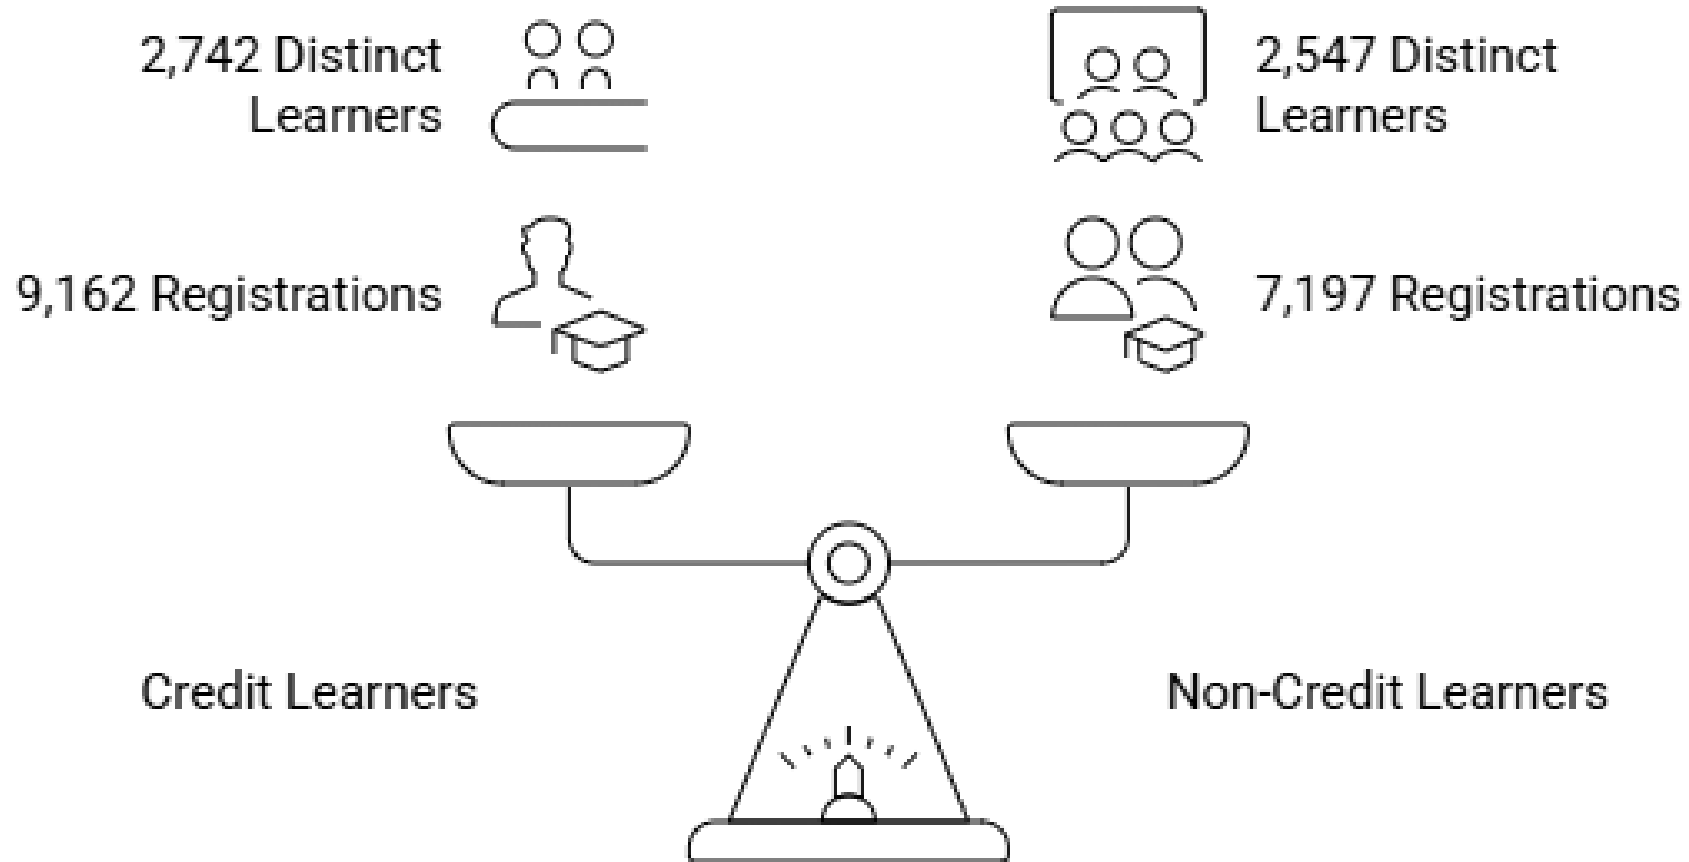 2,742 Distinct
Learners
2,547 Distinct
Learners
9,162 Registrations
7,197 Registrations
Credit Learners
Non-Credit Learners